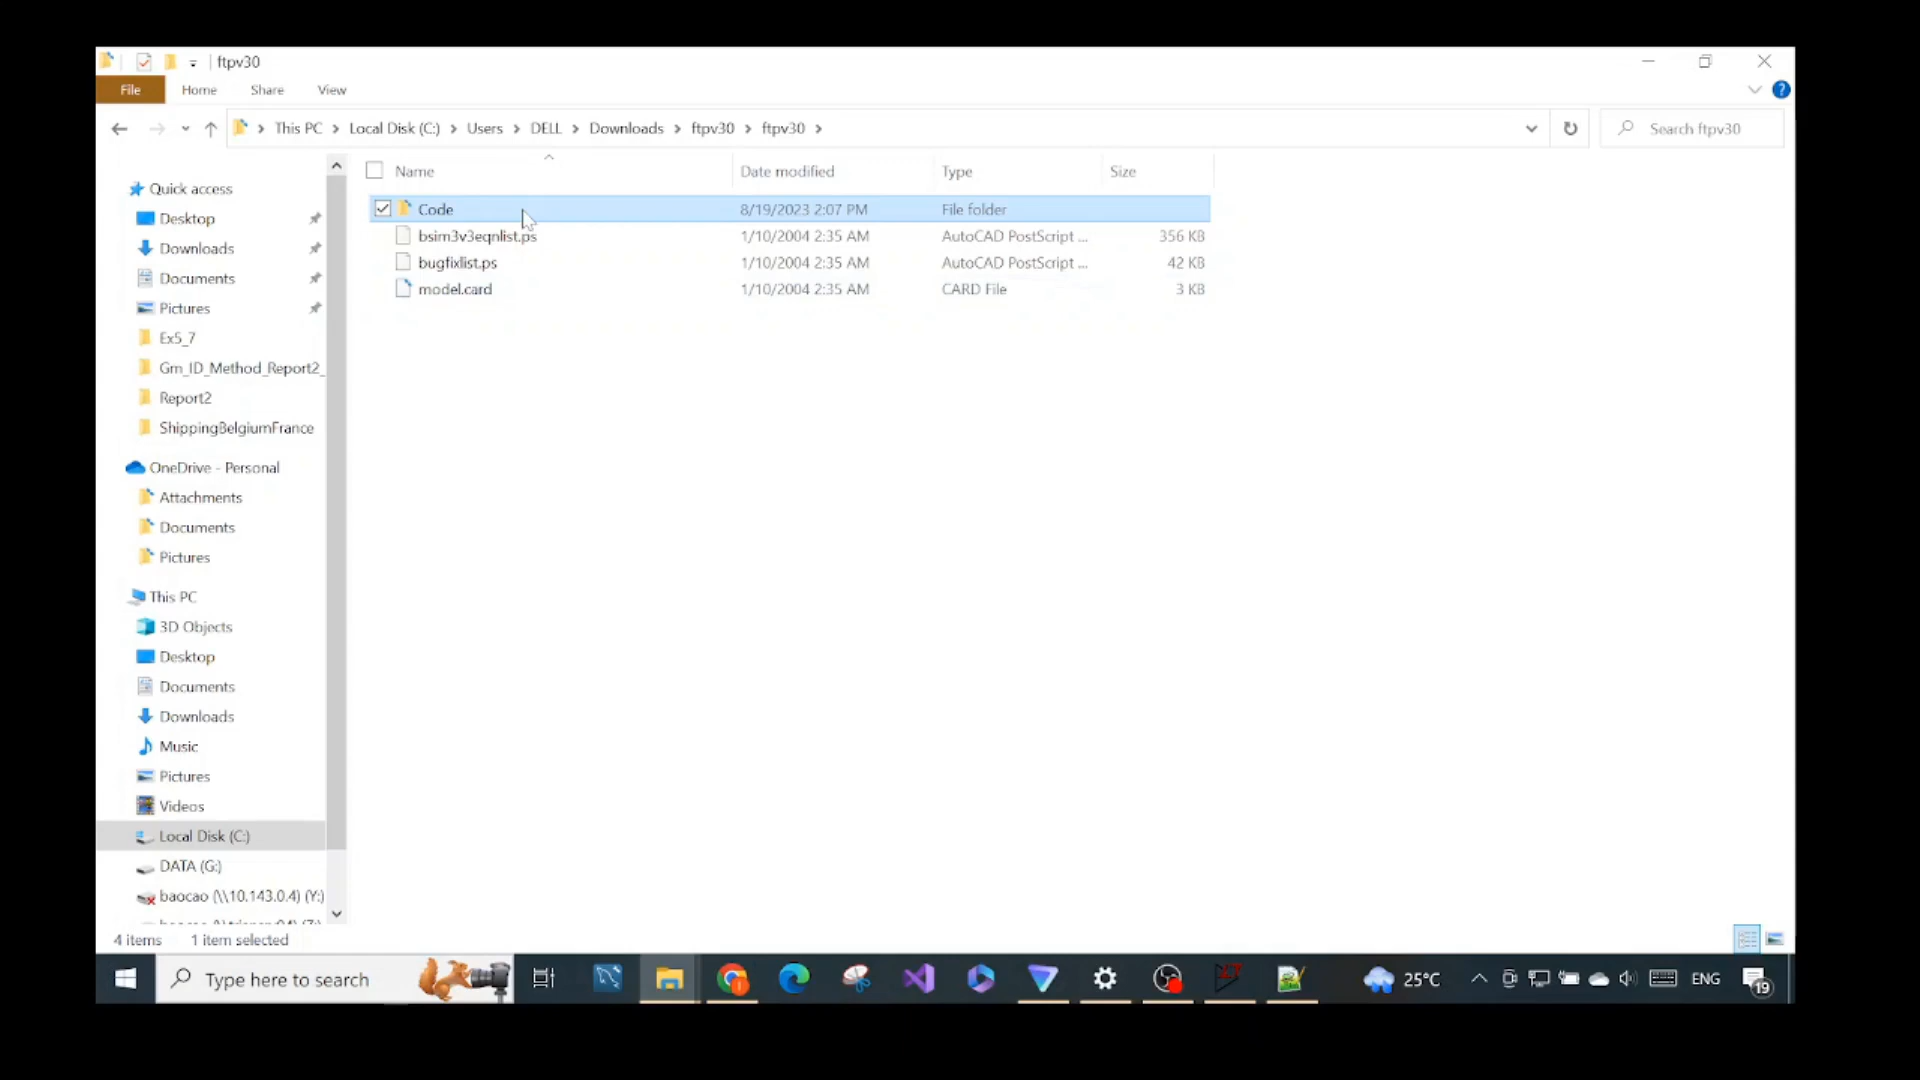 ftpv30
File Home Share View
This PC Local Disk (C:) Users DELL Downloads ftpv30 ftpv30 Search ftpv30
Name Date modified Type Size
Code 8/19/2023 2:07 PM File folder
bsim3v3eqnlist.ps 1/10/2004 2:35 AM AutoCAD PostScript ... 356 KB
bugfixlist.ps 1/10/2004 2:35 AM AutoCAD PostScript ... 42 KB
model.card 1/10/2004 2:35 AM CARD File 3 KB
Quick access
Desktop
Downloads
Documents
Pictures
Ex5_7
Gm_ID_Method_Report2_
Report2
ShippingBelgiumFrance
OneDrive - Personal
Attachments
Documents
Pictures
This PC
3D Objects
Desktop
Documents
Downloads
Music
Pictures
Videos
Local Disk (C:)
DATA (G:)
baocao (\\10.143.0.4) (Y:)
4 items 1 item selected
Type here to search 25°C ENG 19